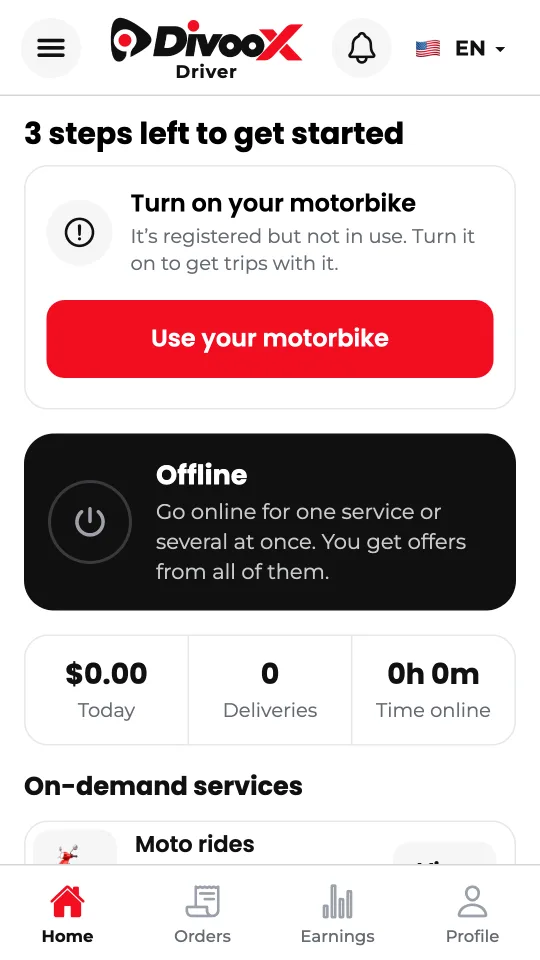 DivooX
EN
Driver
3 steps left to get started
Turn on your motorbike
It’s registered but not in use. Turn it
on to get trips with it.
Use your motorbike
Offline
Go online for one service or
several at once. You get offers
from all of them.
$0.00
0
0h 0m
Today
Deliveries
Time online
On-demand services
Moto rides
Home
Orders
Earnings
Profile